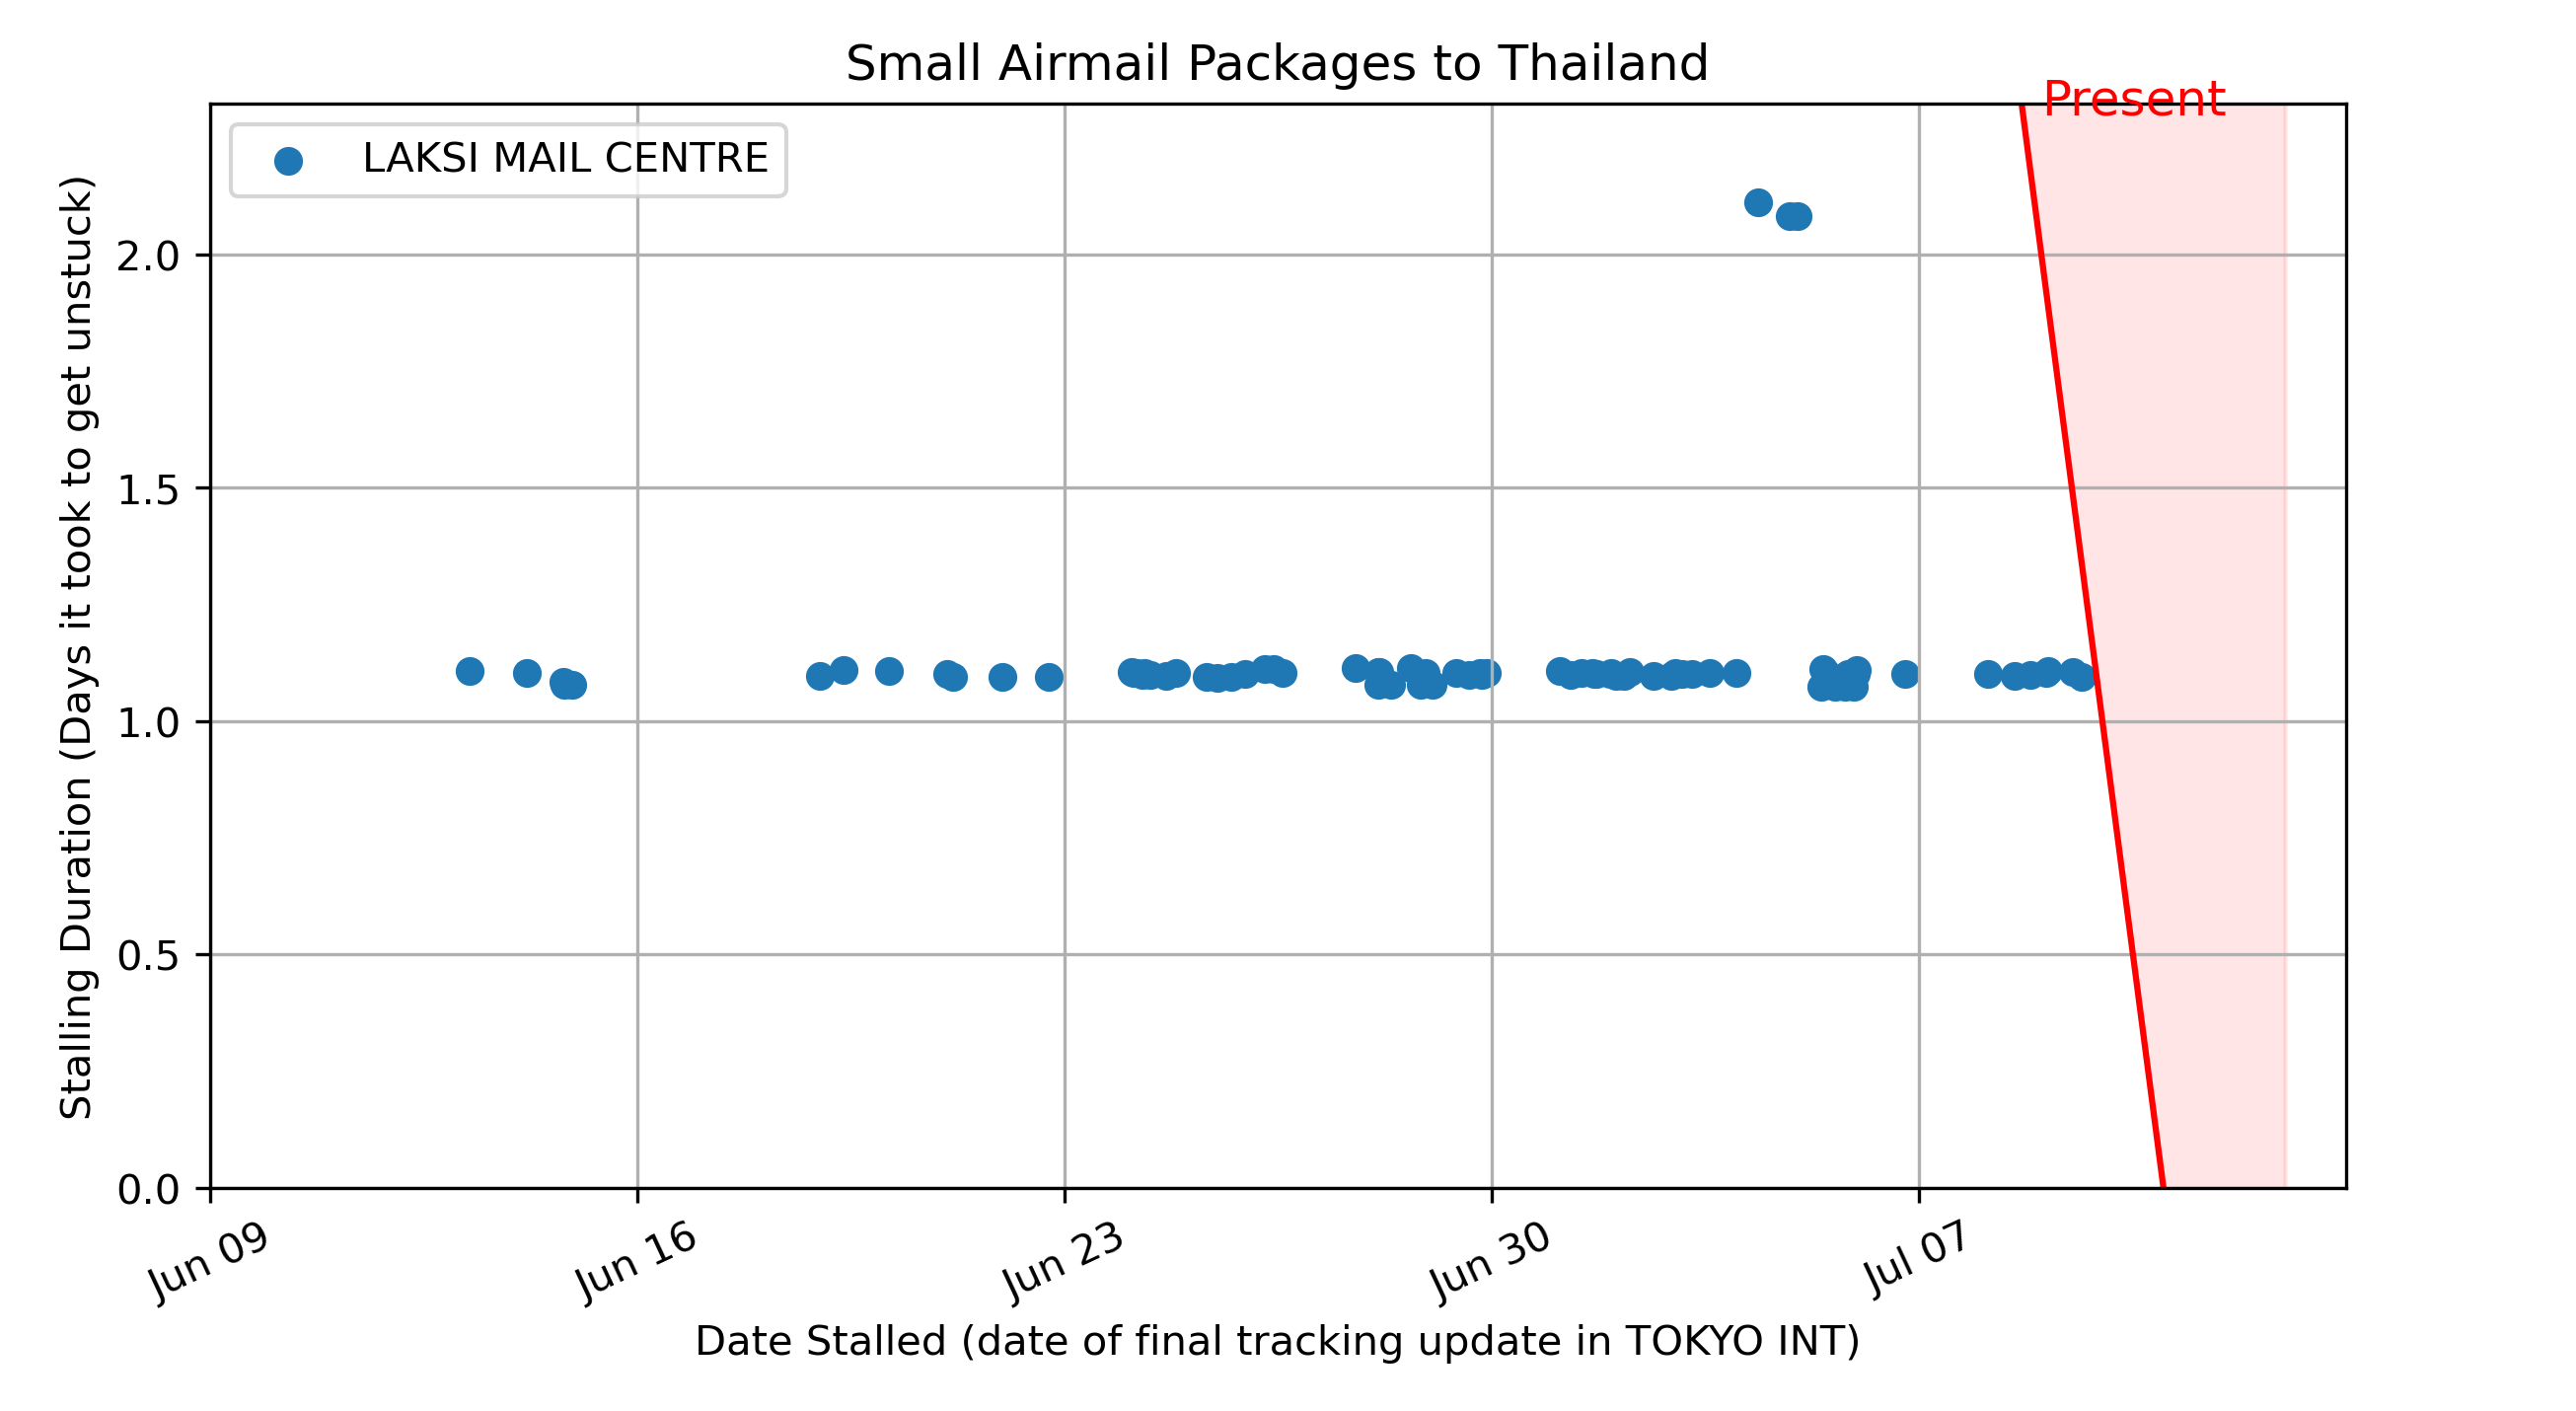 Small Airmail Packages to Thailand
Present
LAKSI MAIL CENTRE
Stalling Duration (Days it took to get unstuck)
2.0
1.5
1.0
0.5
0.0
Jun 09
Jun 16
Jun 23
Jun 30
Jul 07
Date Stalled (date of final tracking update in TOKYO INT)